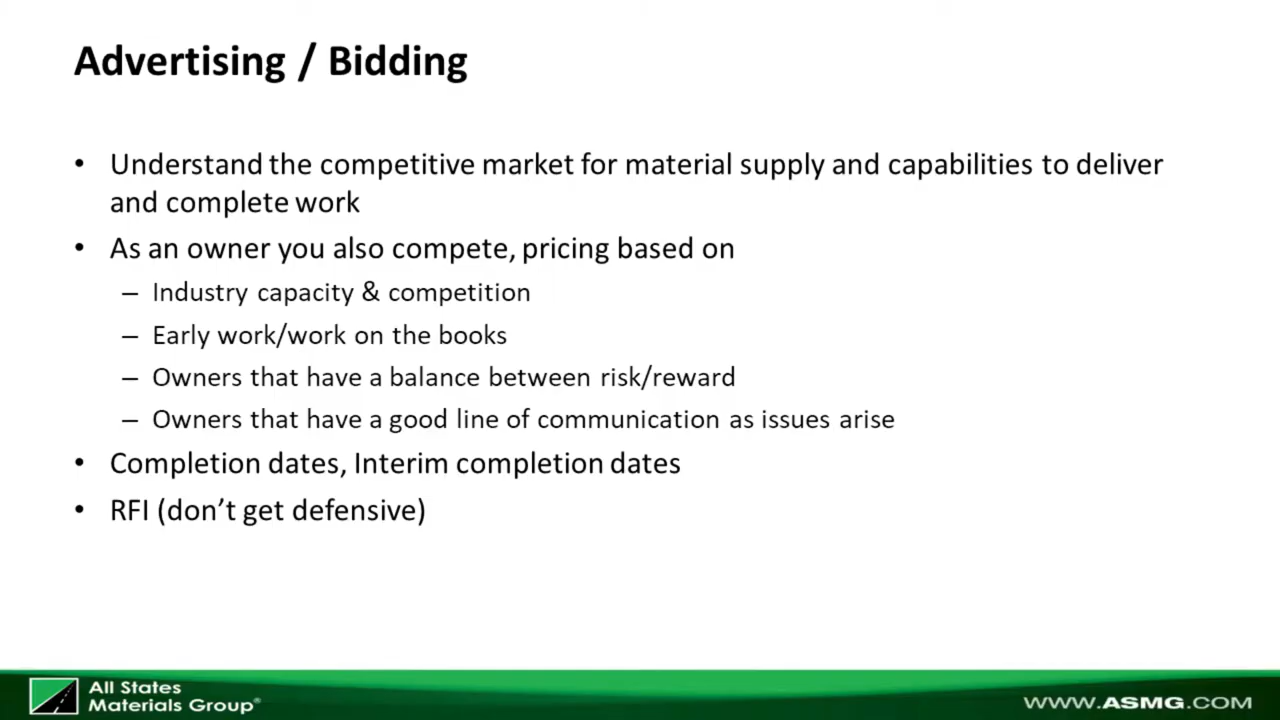 Advertising / Bidding
• Understand the competitive market for material supply and capabilities to deliver
and complete work
• As an owner you also compete, pricing based on
– Industry capacity & competition
– Early work/work on the books
– Owners that have a balance between risk/reward
– Owners that have a good line of communication as issues arise
• Completion dates, Interim completion dates
• RFI (don’t get defensive)
All States
Materials Group®
WWW.ASMG.COM